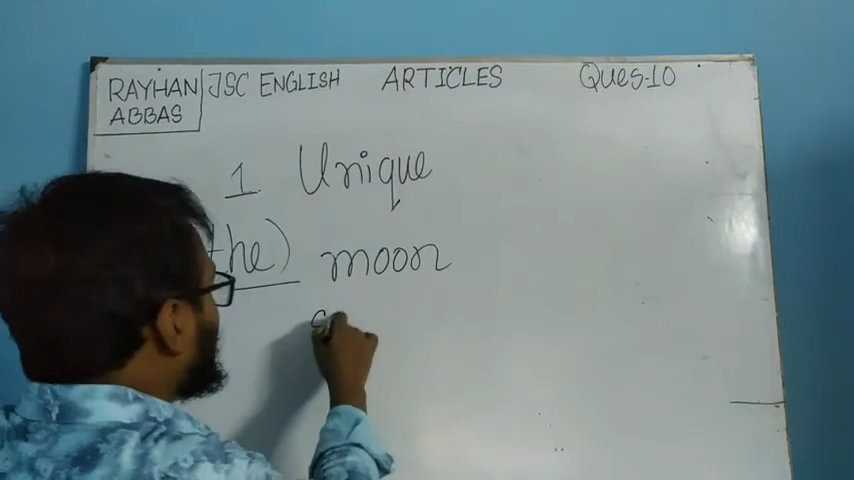 RAYHAN ABBAS
JSC ENGLISH ARTICLES Ques-10
1 Unique
the) moon